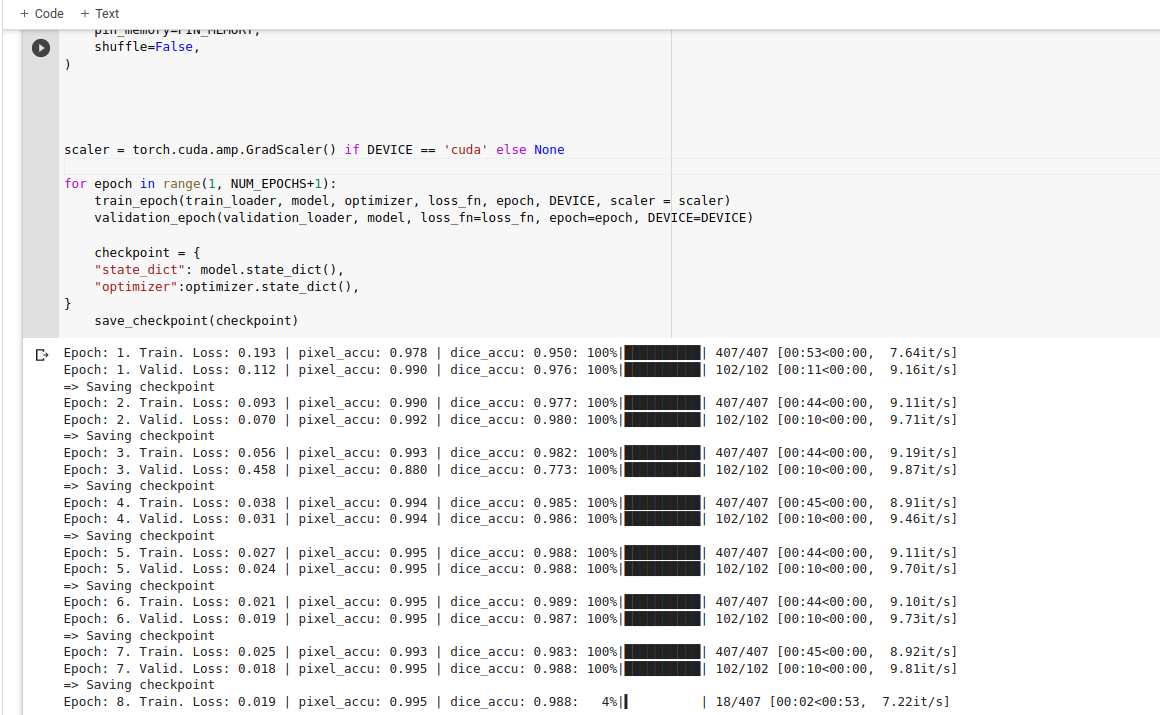 + Code + Text
pin_memory=PIN_MEMORY,
shuffle=False,
)
scaler = torch.cuda.amp.GradScaler() if DEVICE == 'cuda' else None
for epoch in range(1, NUM_EPOCHS+1):
train_epoch(train_loader, model, optimizer, loss_fn, epoch, DEVICE, scaler = scaler)
validation_epoch(validation_loader, model, loss_fn=loss_fn, epoch=epoch, DEVICE=DEVICE)
checkpoint = {
"state_dict": model.state_dict(),
"optimizer":optimizer.state_dict(),
}
save_checkpoint(checkpoint)
Epoch: 1. Train. Loss: 0.193 | pixel_accu: 0.978 | dice_accu: 0.950: 100%|██████████| 407/407 [00:53<00:00, 7.64it/s]
Epoch: 1. Valid. Loss: 0.112 | pixel_accu: 0.990 | dice_accu: 0.976: 100%|██████████| 102/102 [00:11<00:00, 9.16it/s]
=> Saving checkpoint
Epoch: 2. Train. Loss: 0.093 | pixel_accu: 0.990 | dice_accu: 0.977: 100%|██████████| 407/407 [00:44<00:00, 9.11it/s]
Epoch: 2. Valid. Loss: 0.070 | pixel_accu: 0.992 | dice_accu: 0.980: 100%|██████████| 102/102 [00:10<00:00, 9.71it/s]
=> Saving checkpoint
Epoch: 3. Train. Loss: 0.056 | pixel_accu: 0.993 | dice_accu: 0.982: 100%|██████████| 407/407 [00:44<00:00, 9.19it/s]
Epoch: 3. Valid. Loss: 0.458 | pixel_accu: 0.880 | dice_accu: 0.773: 100%|██████████| 102/102 [00:10<00:00, 9.87it/s]
=> Saving checkpoint
Epoch: 4. Train. Loss: 0.038 | pixel_accu: 0.994 | dice_accu: 0.985: 100%|██████████| 407/407 [00:45<00:00, 8.91it/s]
Epoch: 4. Valid. Loss: 0.031 | pixel_accu: 0.994 | dice_accu: 0.986: 100%|██████████| 102/102 [00:10<00:00, 9.46it/s]
=> Saving checkpoint
Epoch: 5. Train. Loss: 0.027 | pixel_accu: 0.995 | dice_accu: 0.988: 100%|██████████| 407/407 [00:44<00:00, 9.11it/s]
Epoch: 5. Valid. Loss: 0.024 | pixel_accu: 0.995 | dice_accu: 0.988: 100%|██████████| 102/102 [00:10<00:00, 9.70it/s]
=> Saving checkpoint
Epoch: 6. Train. Loss: 0.021 | pixel_accu: 0.995 | dice_accu: 0.989: 100%|██████████| 407/407 [00:44<00:00, 9.10it/s]
Epoch: 6. Valid. Loss: 0.019 | pixel_accu: 0.995 | dice_accu: 0.987: 100%|██████████| 102/102 [00:10<00:00, 9.73it/s]
=> Saving checkpoint
Epoch: 7. Train. Loss: 0.025 | pixel_accu: 0.993 | dice_accu: 0.983: 100%|██████████| 407/407 [00:45<00:00, 8.92it/s]
Epoch: 7. Valid. Loss: 0.018 | pixel_accu: 0.995 | dice_accu: 0.988: 100%|██████████| 102/102 [00:10<00:00, 9.81it/s]
=> Saving checkpoint
Epoch: 8. Train. Loss: 0.019 | pixel_accu: 0.995 | dice_accu: 0.988: 4%|▍ | 18/407 [00:02<00:53, 7.22it/s]